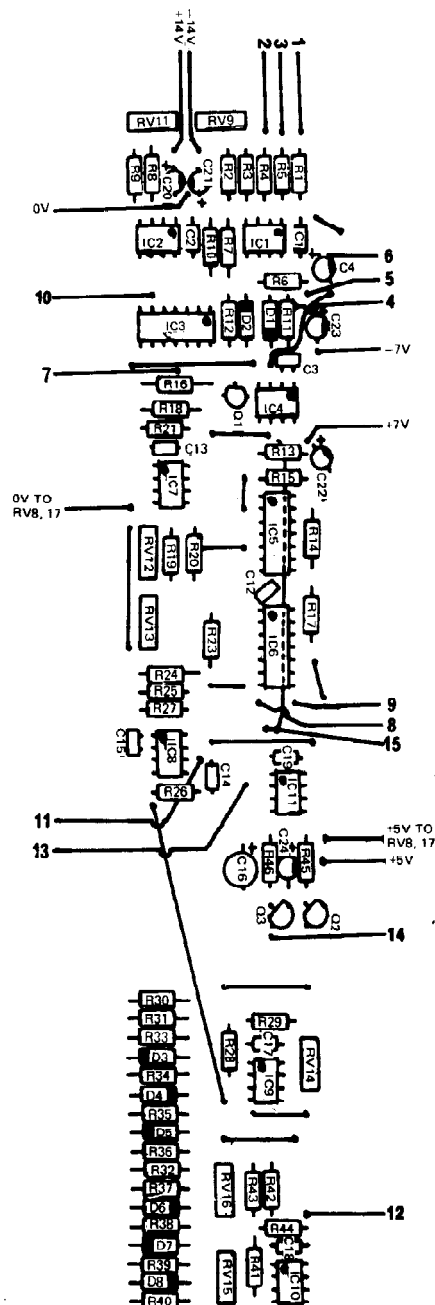 +14V
-14V
2
3
1
RV11
RV9
R9
R8
C20
C21
R2
R3
R4
R5
R1
0V
IC2
C2
R10
R7
IC1
C1
6
C4
5
R6
10
4
IC3
R12
D2
D1
R11
C23
-7V
C3
7
R16
IC4
R18
Q1
R21
+7V
C13
R13
C22
IC7
R15
0V TO
RV8, 17
IC5
R14
RV12
R19
R20
C12
RV13
R17
R23
IC6
R24
R25
R27
9
8
15
C15
IC8
C19
C14
R26
IC11
11
13
+5V TO
RV8, 17
C24
+5V
C16
R46
R45
Q3
Q2
14
R30
R31
R29
R33
R28
C17
D3
RV14
R34
IC9
D4
R35
D5
R36
R32
R37
RV16
R43
R42
D6
12
R38
R44
D7
C18
R39
RV15
R41
D8
IC10
R40